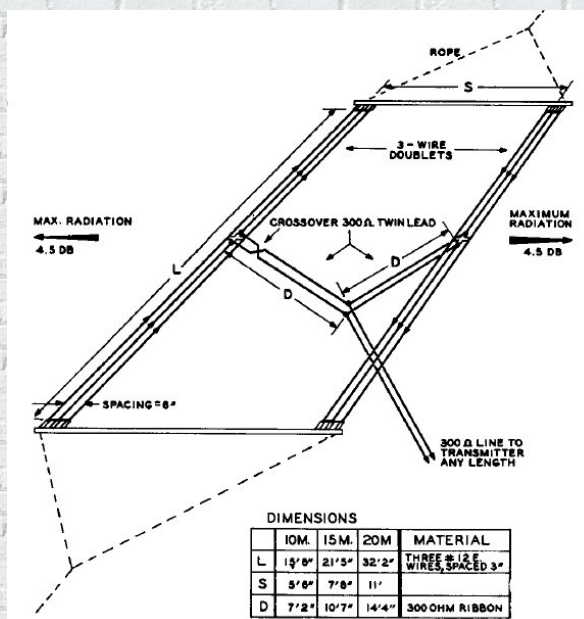 ROPE
S
3-WIRE
DOUBLETS
MAX. RADIATION
4.5 DB
CROSSOVER 300Ω TWIN LEAD
MAXIMUM
RADIATION
4.5 DB
L
D
D
SPACING=6"
300 Ω LINE TO
TRANSMITTER
ANY LENGTH
DIMENSIONS
10M. 15M. 20M MATERIAL
L 15'8" 21'5" 32'2" THREE #12 E. WIRES, SPACED 3"
S 5'6" 7'8" 11'
D 7'2" 10'7" 14'4" 300 OHM RIBBON